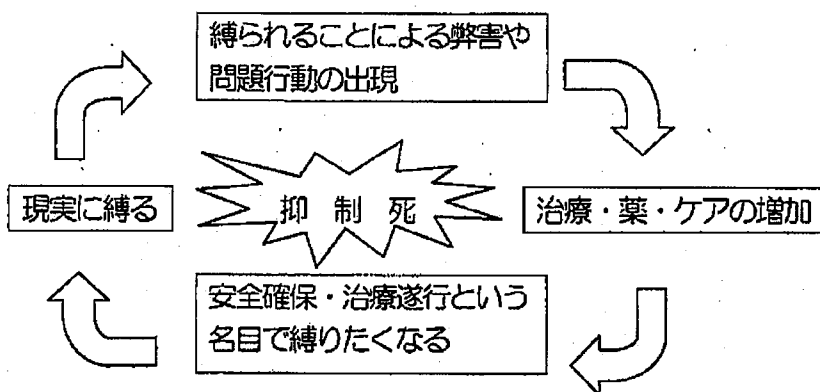 縛られることによる弊害や
問題行動の出現
現実に縛る
抑制死
治療・薬・ケアの増加
安全確保・治療遂行という
名目で縛りたくなる